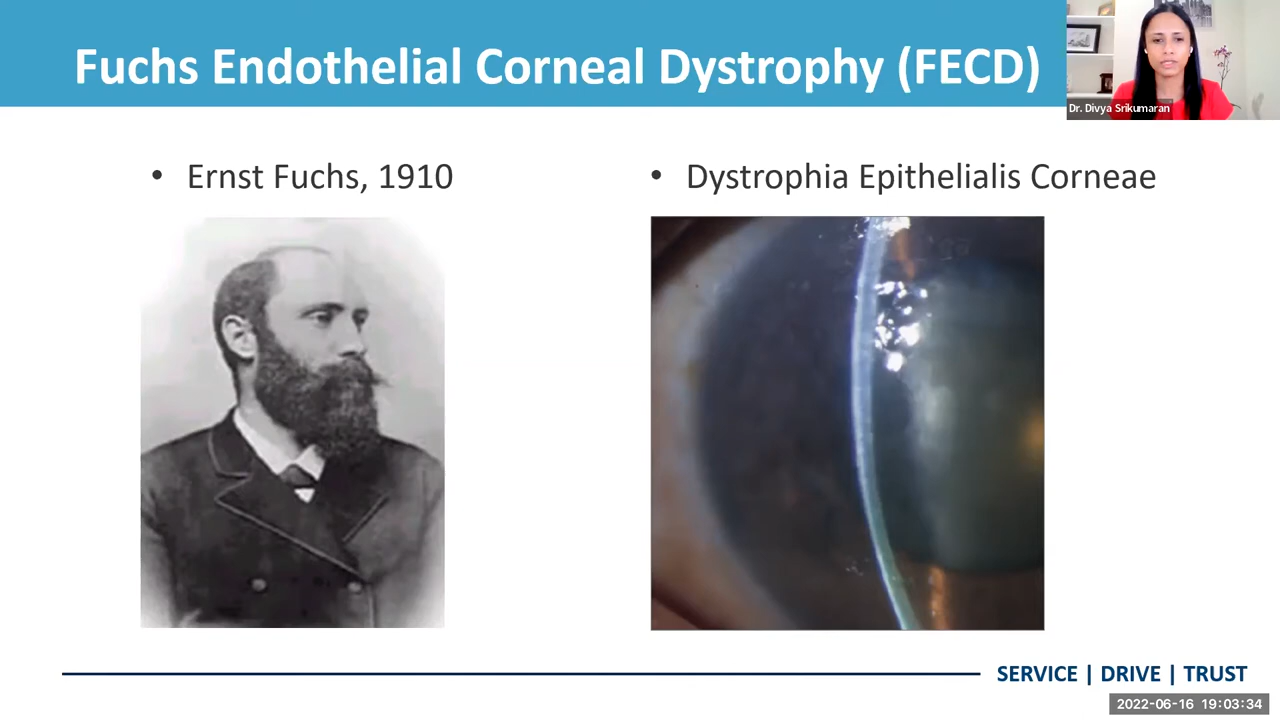 Fuchs Endothelial Corneal Dystrophy (FECD)
Dr. Divya Srikumaran
• Ernst Fuchs, 1910
• Dystrophia Epithelialis Corneae
SERVICE | DRIVE | TRUST
2022-06-16 19:03:34